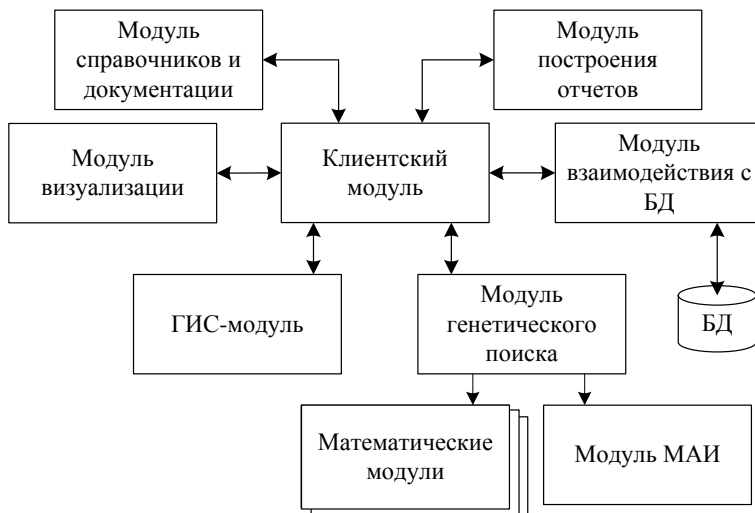 Модуль
справочников и
документации
Модуль
построения
отчетов
Модуль
визуализации
Клиентский
модуль
Модуль
взаимодействия с
БД
ГИС-модуль
Модуль
генетического
поиска
БД
Математические
модули
Модуль МАИ